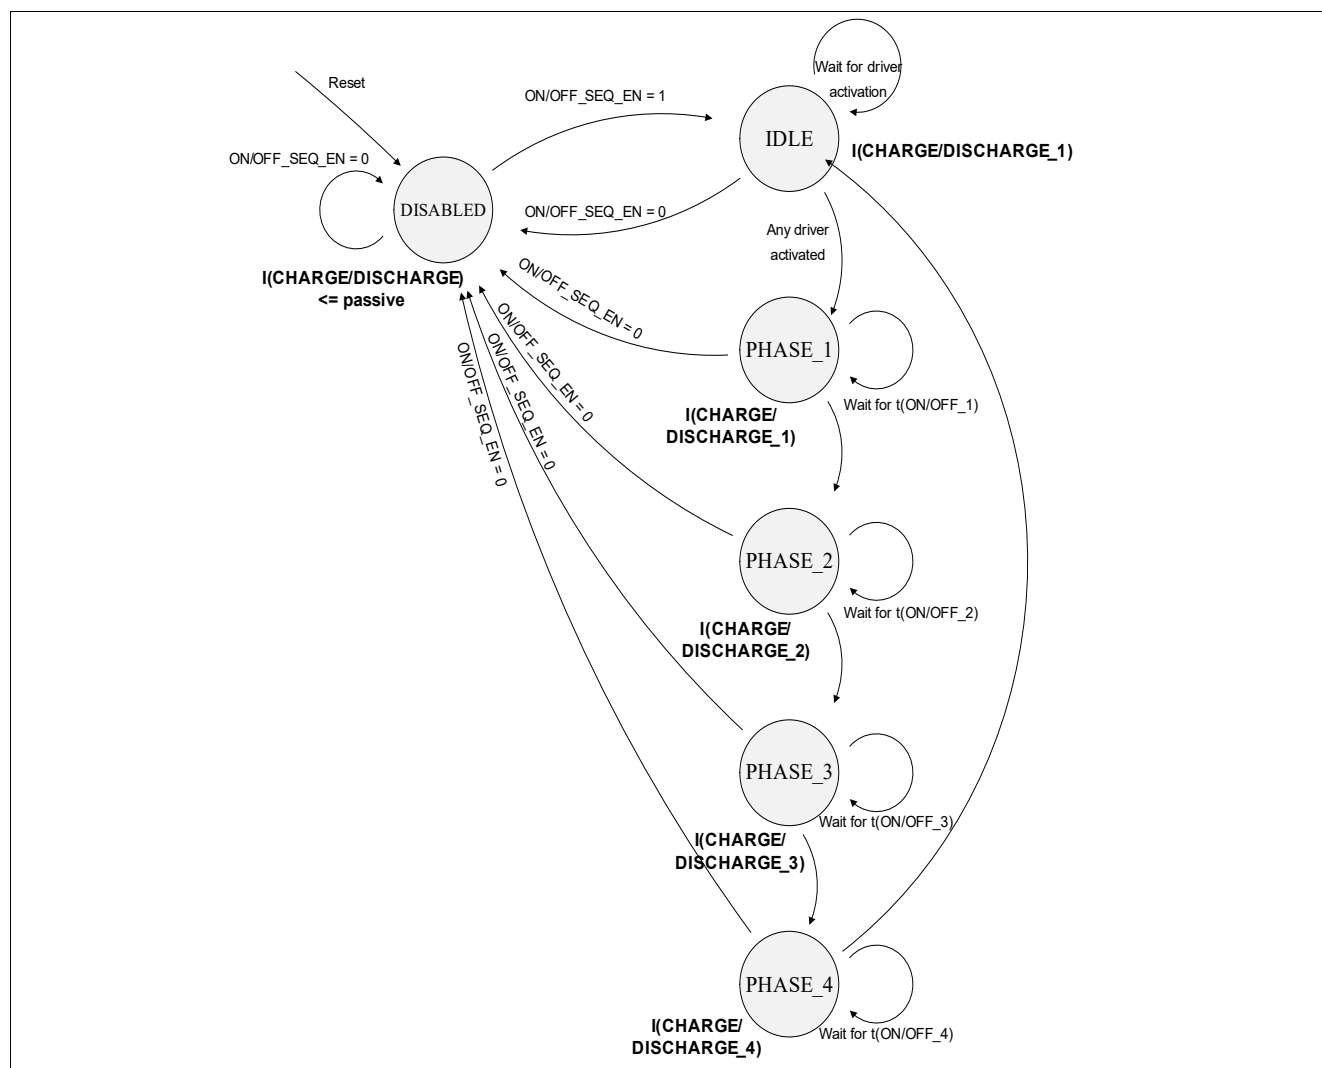 Wait for driver
activation
Reset
ON/OFF_SEQ_EN = 1
IDLE
I(CHARGE/DISCHARGE_1)
ON/OFF_SEQ_EN = 0
DISABLED
ON/OFF_SEQ_EN = 0
Any driver
activated
I(CHARGE/DISCHARGE)
<= passive
ON/OFF_SEQ_EN = 0
ON/OFF_SEQ_EN = 0
ON/OFF_SEQ_EN = 0
ON/OFF_SEQ_EN = 0
PHASE_1
Wait for t(ON/OFF_1)
I(CHARGE/
DISCHARGE_1)
PHASE_2
Wait for t(ON/OFF_2)
I(CHARGE/
DISCHARGE_2)
PHASE_3
Wait for t(ON/OFF_3)
I(CHARGE/
DISCHARGE_3)
PHASE_4
Wait for t(ON/OFF_4)
I(CHARGE/
DISCHARGE_4)